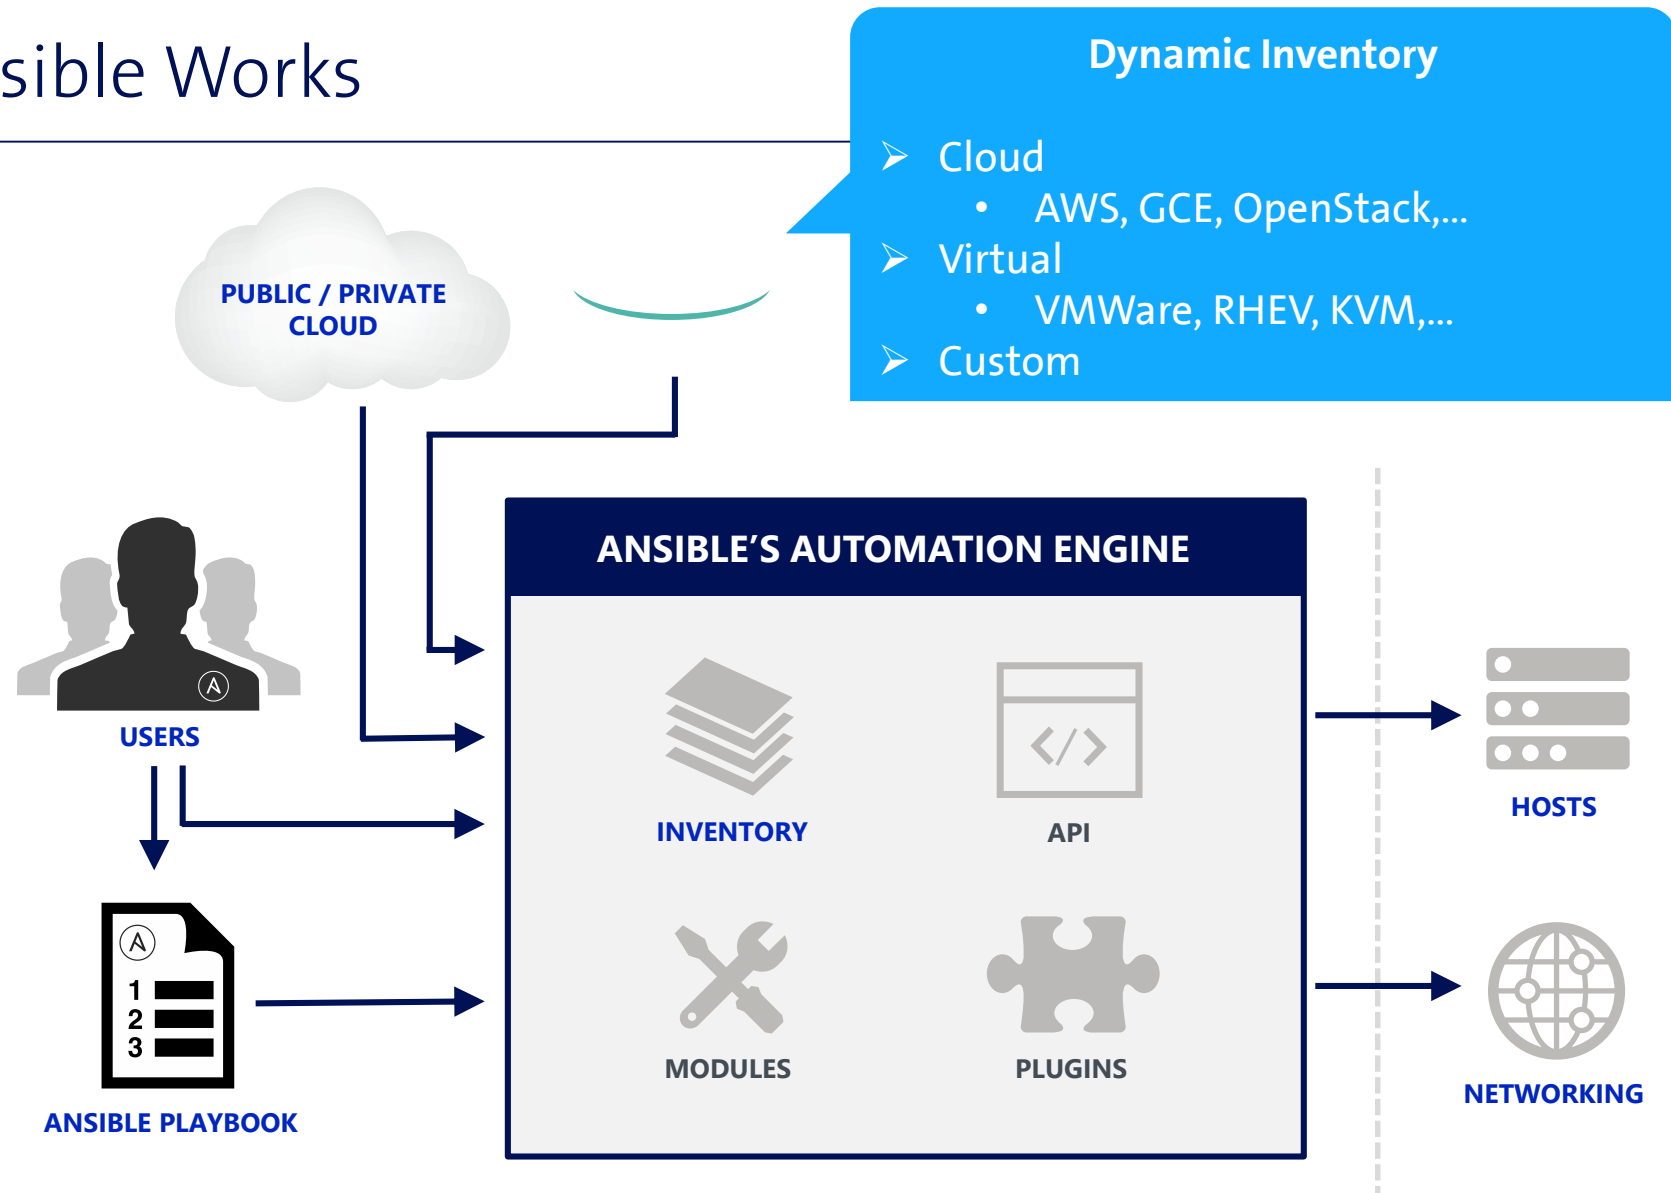 sible Works
Dynamic Inventory
➢ Cloud
• AWS, GCE, OpenStack,...
➢ Virtual
• VMWare, RHEV, KVM,...
➢ Custom
PUBLIC / PRIVATE
CLOUD
ANSIBLE’S AUTOMATION ENGINE
USERS
INVENTORY
API
HOSTS
1
2
3
MODULES
PLUGINS
NETWORKING
ANSIBLE PLAYBOOK